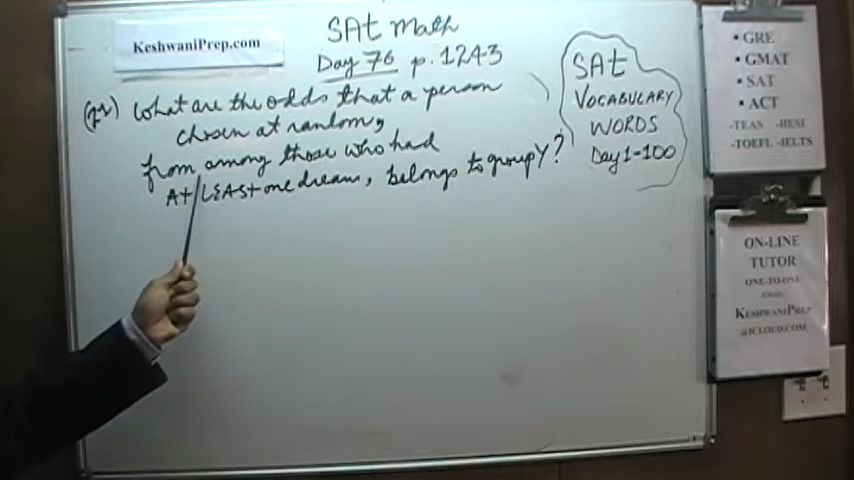 KeshwaniPrep.com
SAt Math
Day 76 p. 1243
What are the odds that a person
chosen at random,
from among those who had
At LEAST one dream, belongs to group Y?
SAt
VOCABULARY
WORDS
Day 1-100
▪ GRE
▪ GMAT
▪ SAT
▪ ACT
-TEAS -HESI
-TOEFL -IELTS
ON-LINE
TUTOR
ONE-TO-ONE
KESHWANIPREP
@ICLOUD.COM